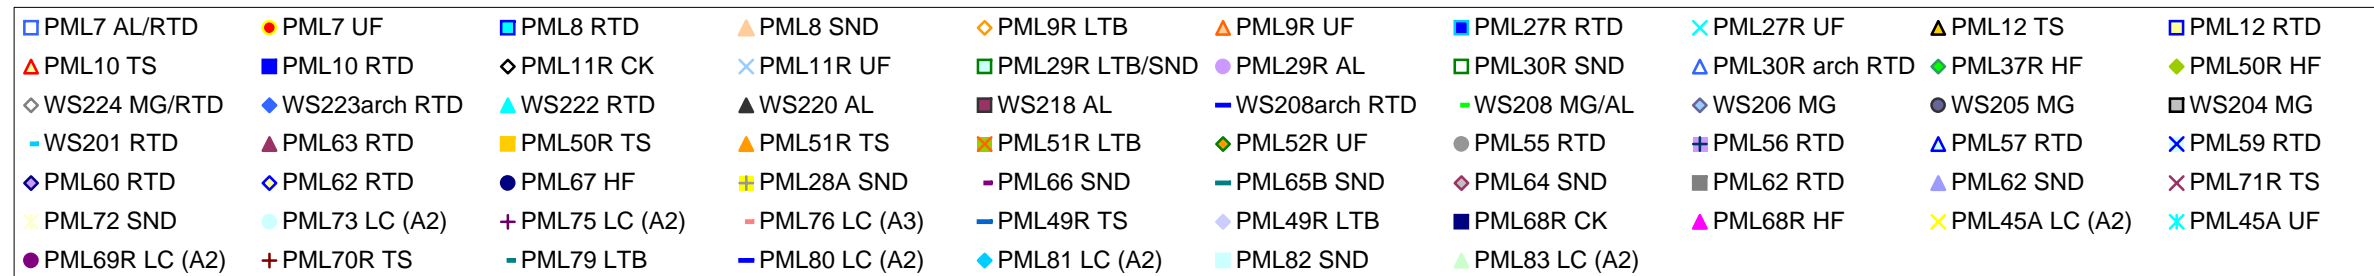 PML7 AL/RTD PML7 UF PML8 RTD PML8 SND PML9R LTB PML9R UF PML27R RTD PML27R UF PML12 TS PML12 RTD
PML10 TS PML10 RTD PML11R CK PML11R UF PML29R LTB/SND PML29R AL PML30R SND PML30R arch RTD PML37R HF PML50R HF
WS224 MG/RTD WS223arch RTD WS222 RTD WS220 AL WS218 AL WS208arch RTD WS208 MG/AL WS206 MG WS205 MG WS204 MG
WS201 RTD PML63 RTD PML50R TS PML51R TS PML51R LTB PML52R UF PML55 RTD PML56 RTD PML57 RTD PML59 RTD
PML60 RTD PML62 RTD PML67 HF PML28A SND PML66 SND PML65B SND PML64 SND PML62 RTD PML62 SND PML71R TS
PML72 SND PML73 LC (A2) PML75 LC (A2) PML76 LC (A3) PML49R TS PML49R LTB PML68R CK PML68R HF PML45A LC (A2) PML45A UF
PML69R LC (A2) PML70R TS PML79 LTB PML80 LC (A2) PML81 LC (A2) PML82 SND PML83 LC (A2)